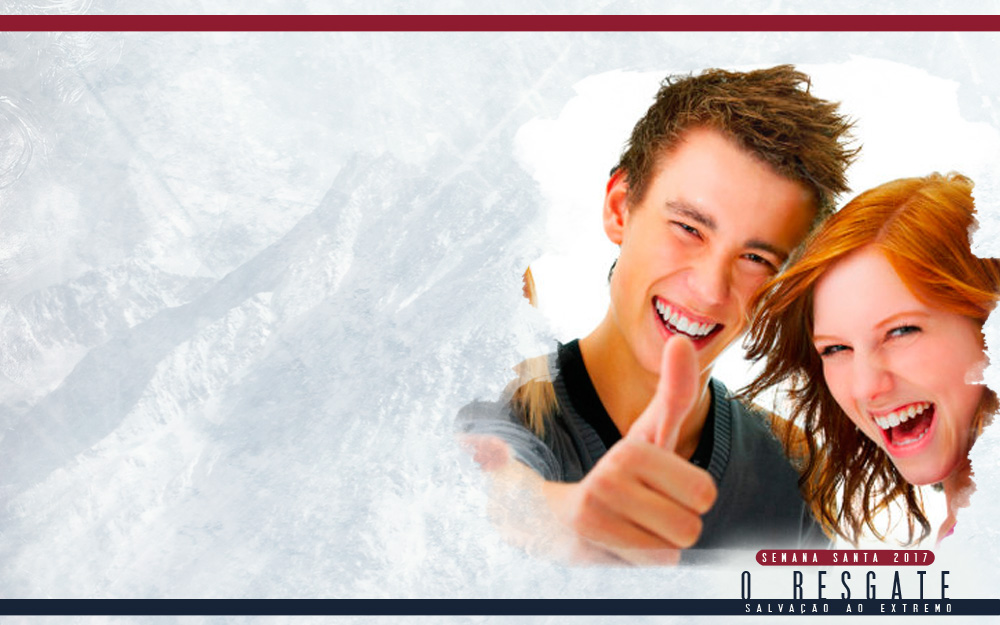 SEMANA SANTA 2017
O RESGATE
SALVAÇÃO AO EXTREMO